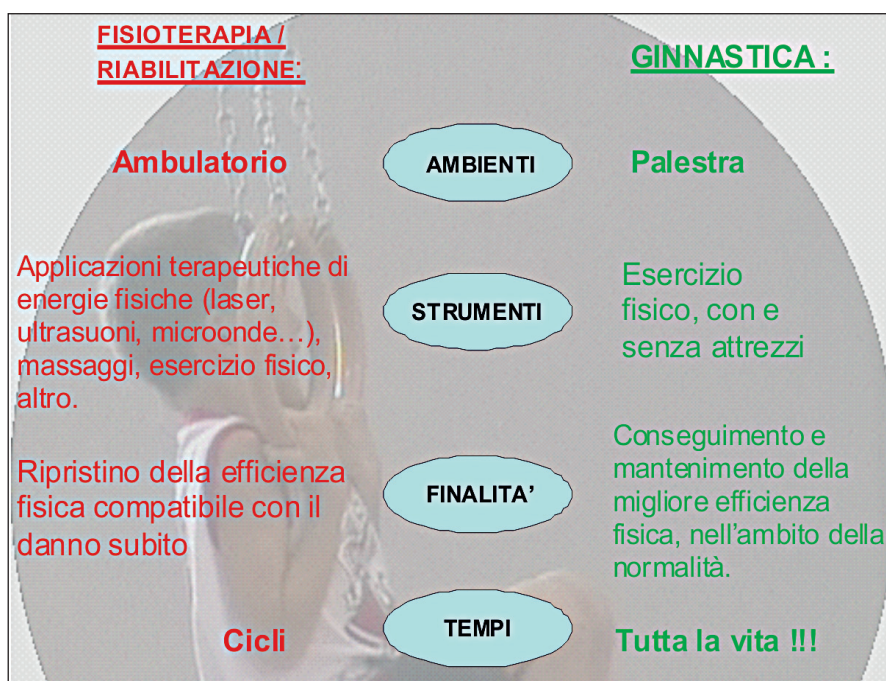 FISIOTERAPIA /
RIABILITAZIONE:
GINNASTICA :
Ambulatorio
AMBIENTI
Palestra
Applicazioni terapeutiche di
energie fisiche (laser,
ultrasuoni, microonde…),
massaggi, esercizio fisico,
altro.
STRUMENTI
Esercizio
fisico, con e
senza attrezzi
Ripristino della efficienza
fisica compatibile con il
danno subito
FINALITA’
Conseguimento e
mantenimento della
migliore efficienza
fisica, nell’ambito della
normalità.
Cicli
TEMPI
Tutta la vita !!!